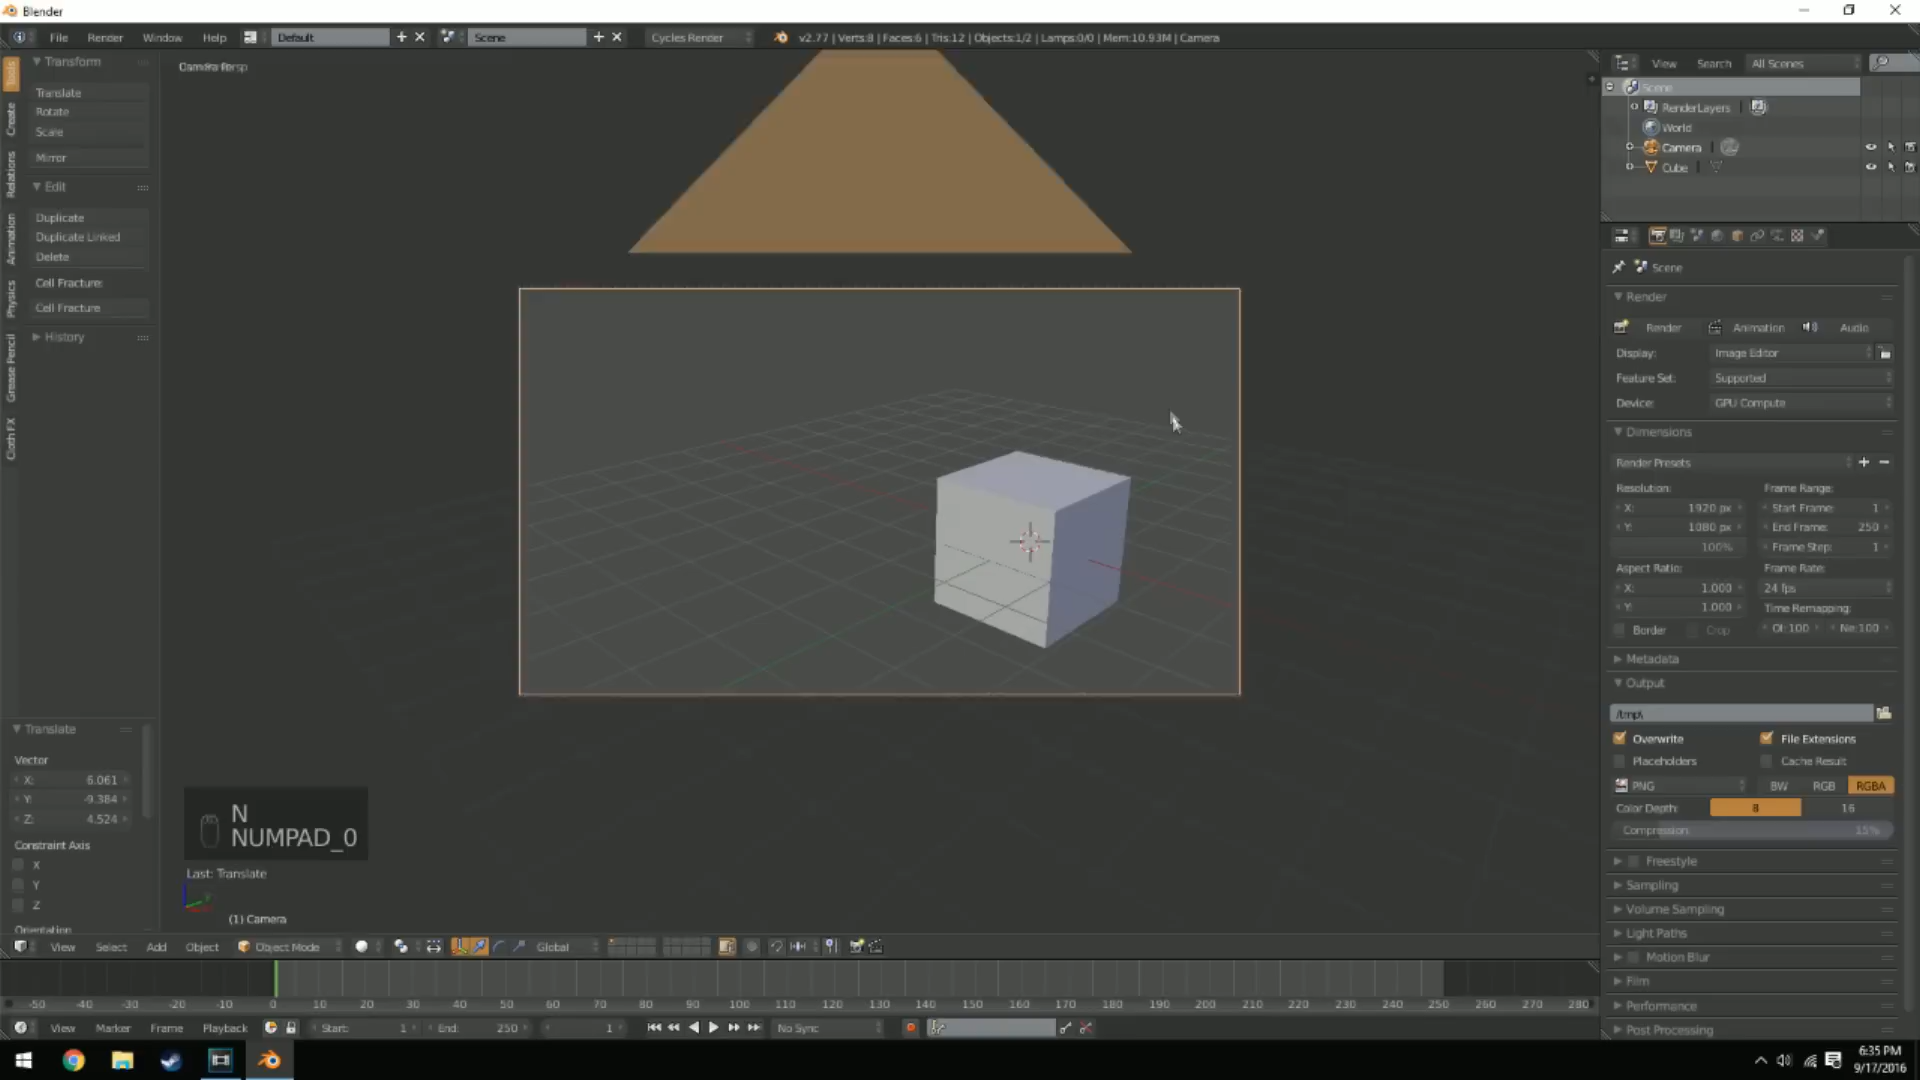 Blender
File Render Window Help Default Scene Cycles Render v2.77 | Verts:8 | Faces:6 | Tris:12 | Objects:1/2 | Lamps:0/0 | Mem:10.93M | Camera
Tools
Create
Relations
Animation
Physics
Grease Pencil
Cloth FX
Transform
Translate
Rotate
Scale
Mirror
Edit
Duplicate
Duplicate Linked
Delete
Cell Fracture:
Cell Fracture
History
Translate
Vector
X: 6.061
Y: -9.384
Z: 4.524
Constraint Axis
X
Y
Z
Orientation
N
NUMPAD_0
Last: Translate
(1) Camera
View Select Add Object Object Mode Global
-50 -40 -30 -20 -10 0 10 20 30 40 50 60 70 80 90 100 110 120 130 140 150 160 170 180 190 200 210 220 230 240 250 260 270 280
View Marker Frame Playback Start: 1 End: 250 1 No Sync
View Search All Scenes
Scene
RenderLayers
World
Camera
Cube
Scene
Render
Render Animation Audio
Display: Image Editor
Feature Set: Supported
Device: GPU Compute
Dimensions
Render Presets
Resolution: Frame Range:
X: 1920 px Start Frame: 1
Y: 1080 px End Frame: 250
100% Frame Step: 1
Aspect Ratio: Frame Rate:
X: 1.000 24 fps
Y: 1.000 Time Remapping:
Border Crop Ol:100 Ne:100
Metadata
Output
/tmp\
Overwrite File Extensions
Placeholders Cache Result
PNG BW RGB RGBA
Color Depth: 8 16
Compression: 15%
Freestyle
Sampling
Volume Sampling
Light Paths
Motion Blur
Film
Performance
Post Processing
6:35 PM
9/17/2016